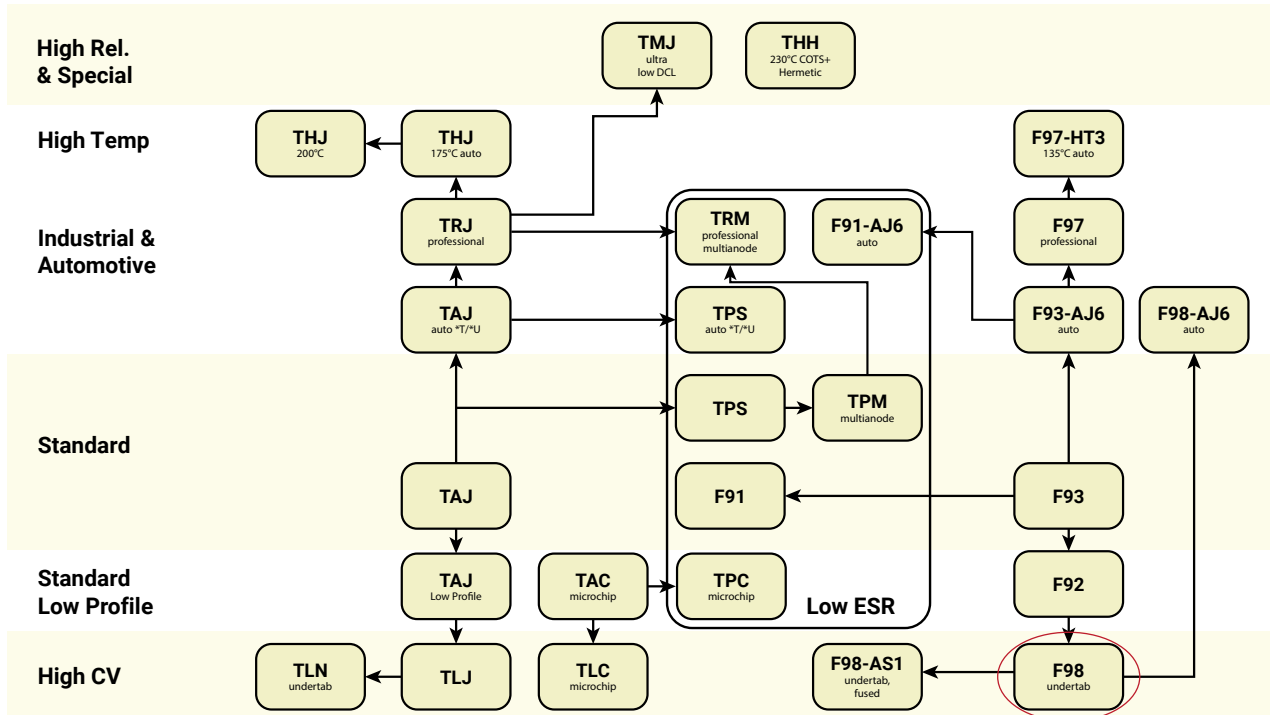 High Rel.
& Special
TMJ
ultra
low DCL
THH
230°C COTS+
Hermetic
High Temp
THJ
200°C
THJ
175°C auto
F97-HT3
135°C auto
Industrial &
Automotive
TRJ
professional
TRM
professional
multianode
F91-AJ6
auto
F97
professional
TAJ
auto *T/*U
TPS
auto *T/*U
F93-AJ6
auto
F98-AJ6
auto
Standard
TPS
TPM
multianode
TAJ
F91
F93
Standard
Low Profile
TAJ
Low Profile
TAC
microchip
TPC
microchip
Low ESR
F92
High CV
TLN
undertab
TLJ
TLC
microchip
F98-AS1
undertab,
fused
F98
undertab